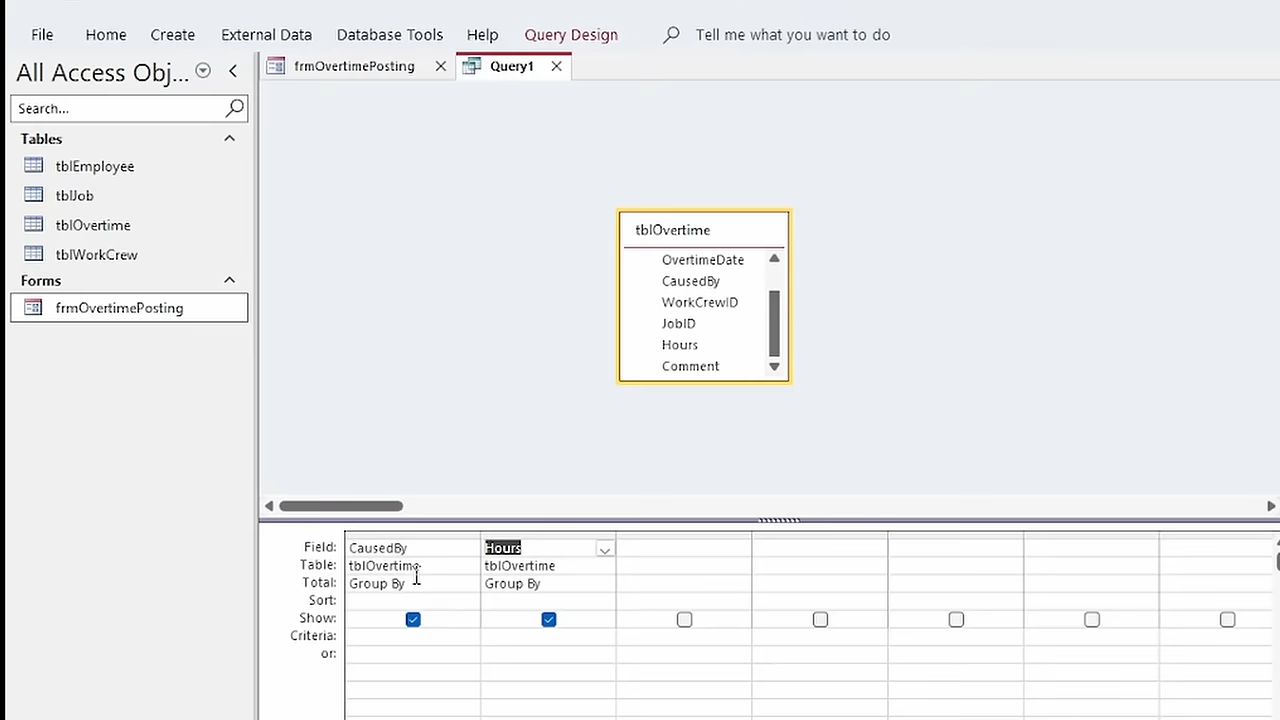 File Home Create External Data Database Tools Help Query Design Tell me what you want to do
All Access Obj...
frmOvertimePosting
Query1
Search...
Tables
tblEmployee
tblJob
tblOvertime
tblWorkCrew
Forms
frmOvertimePosting
tblOvertime
OvertimeDate
CausedBy
WorkCrewID
JobID
Hours
Comment
Field: CausedBy Hours
Table: tblOvertime tblOvertime
Total: Group By Group By
Sort:
Show:
Criteria:
or: